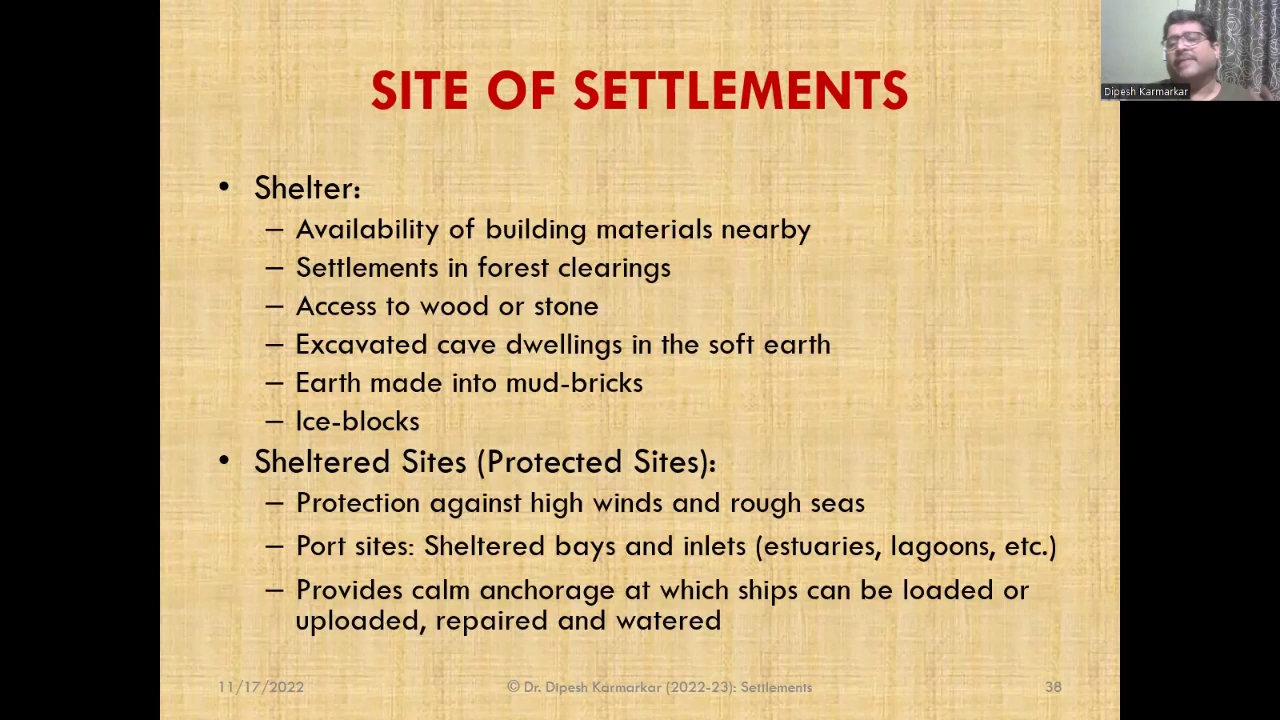 SITE OF SETTLEMENTS
Dipesh Karmarkar
• Shelter:
– Availability of building materials nearby
– Settlements in forest clearings
– Access to wood or stone
– Excavated cave dwellings in the soft earth
– Earth made into mud-bricks
– Ice-blocks
• Sheltered Sites (Protected Sites):
– Protection against high winds and rough seas
– Port sites: Sheltered bays and inlets (estuaries, lagoons, etc.)
– Provides calm anchorage at which ships can be loaded or
uploaded, repaired and watered
11/17/2022
© Dr. Dipesh Karmarkar (2022-23): Settlements
38